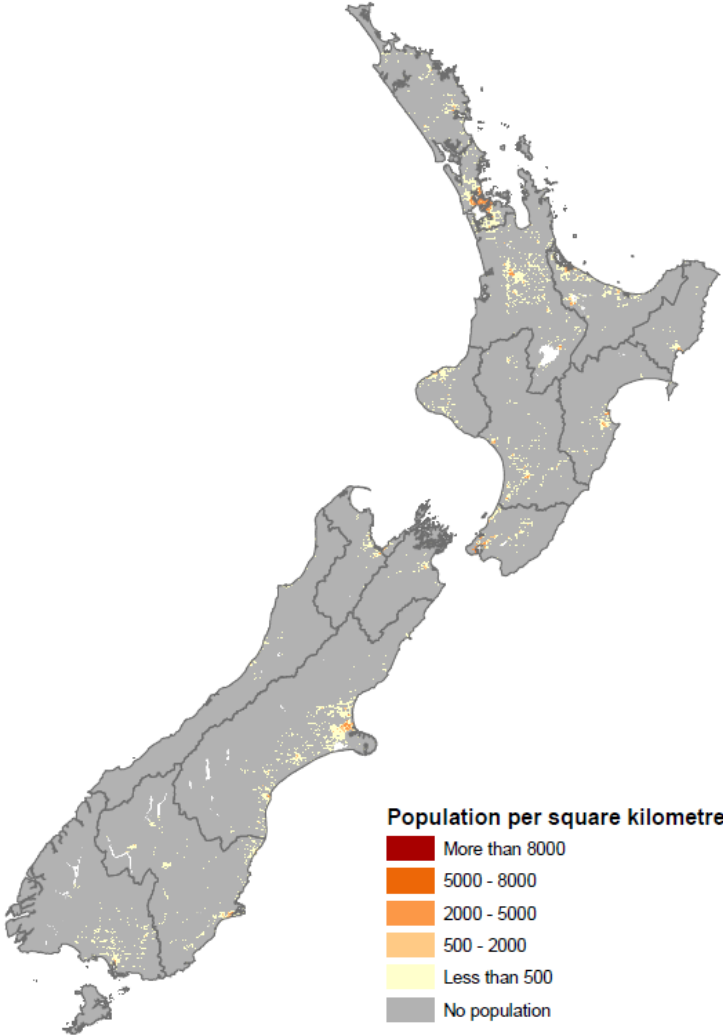 Population per square kilometre
More than 8000
5000 - 8000
2000 - 5000
500 - 2000
Less than 500
No population